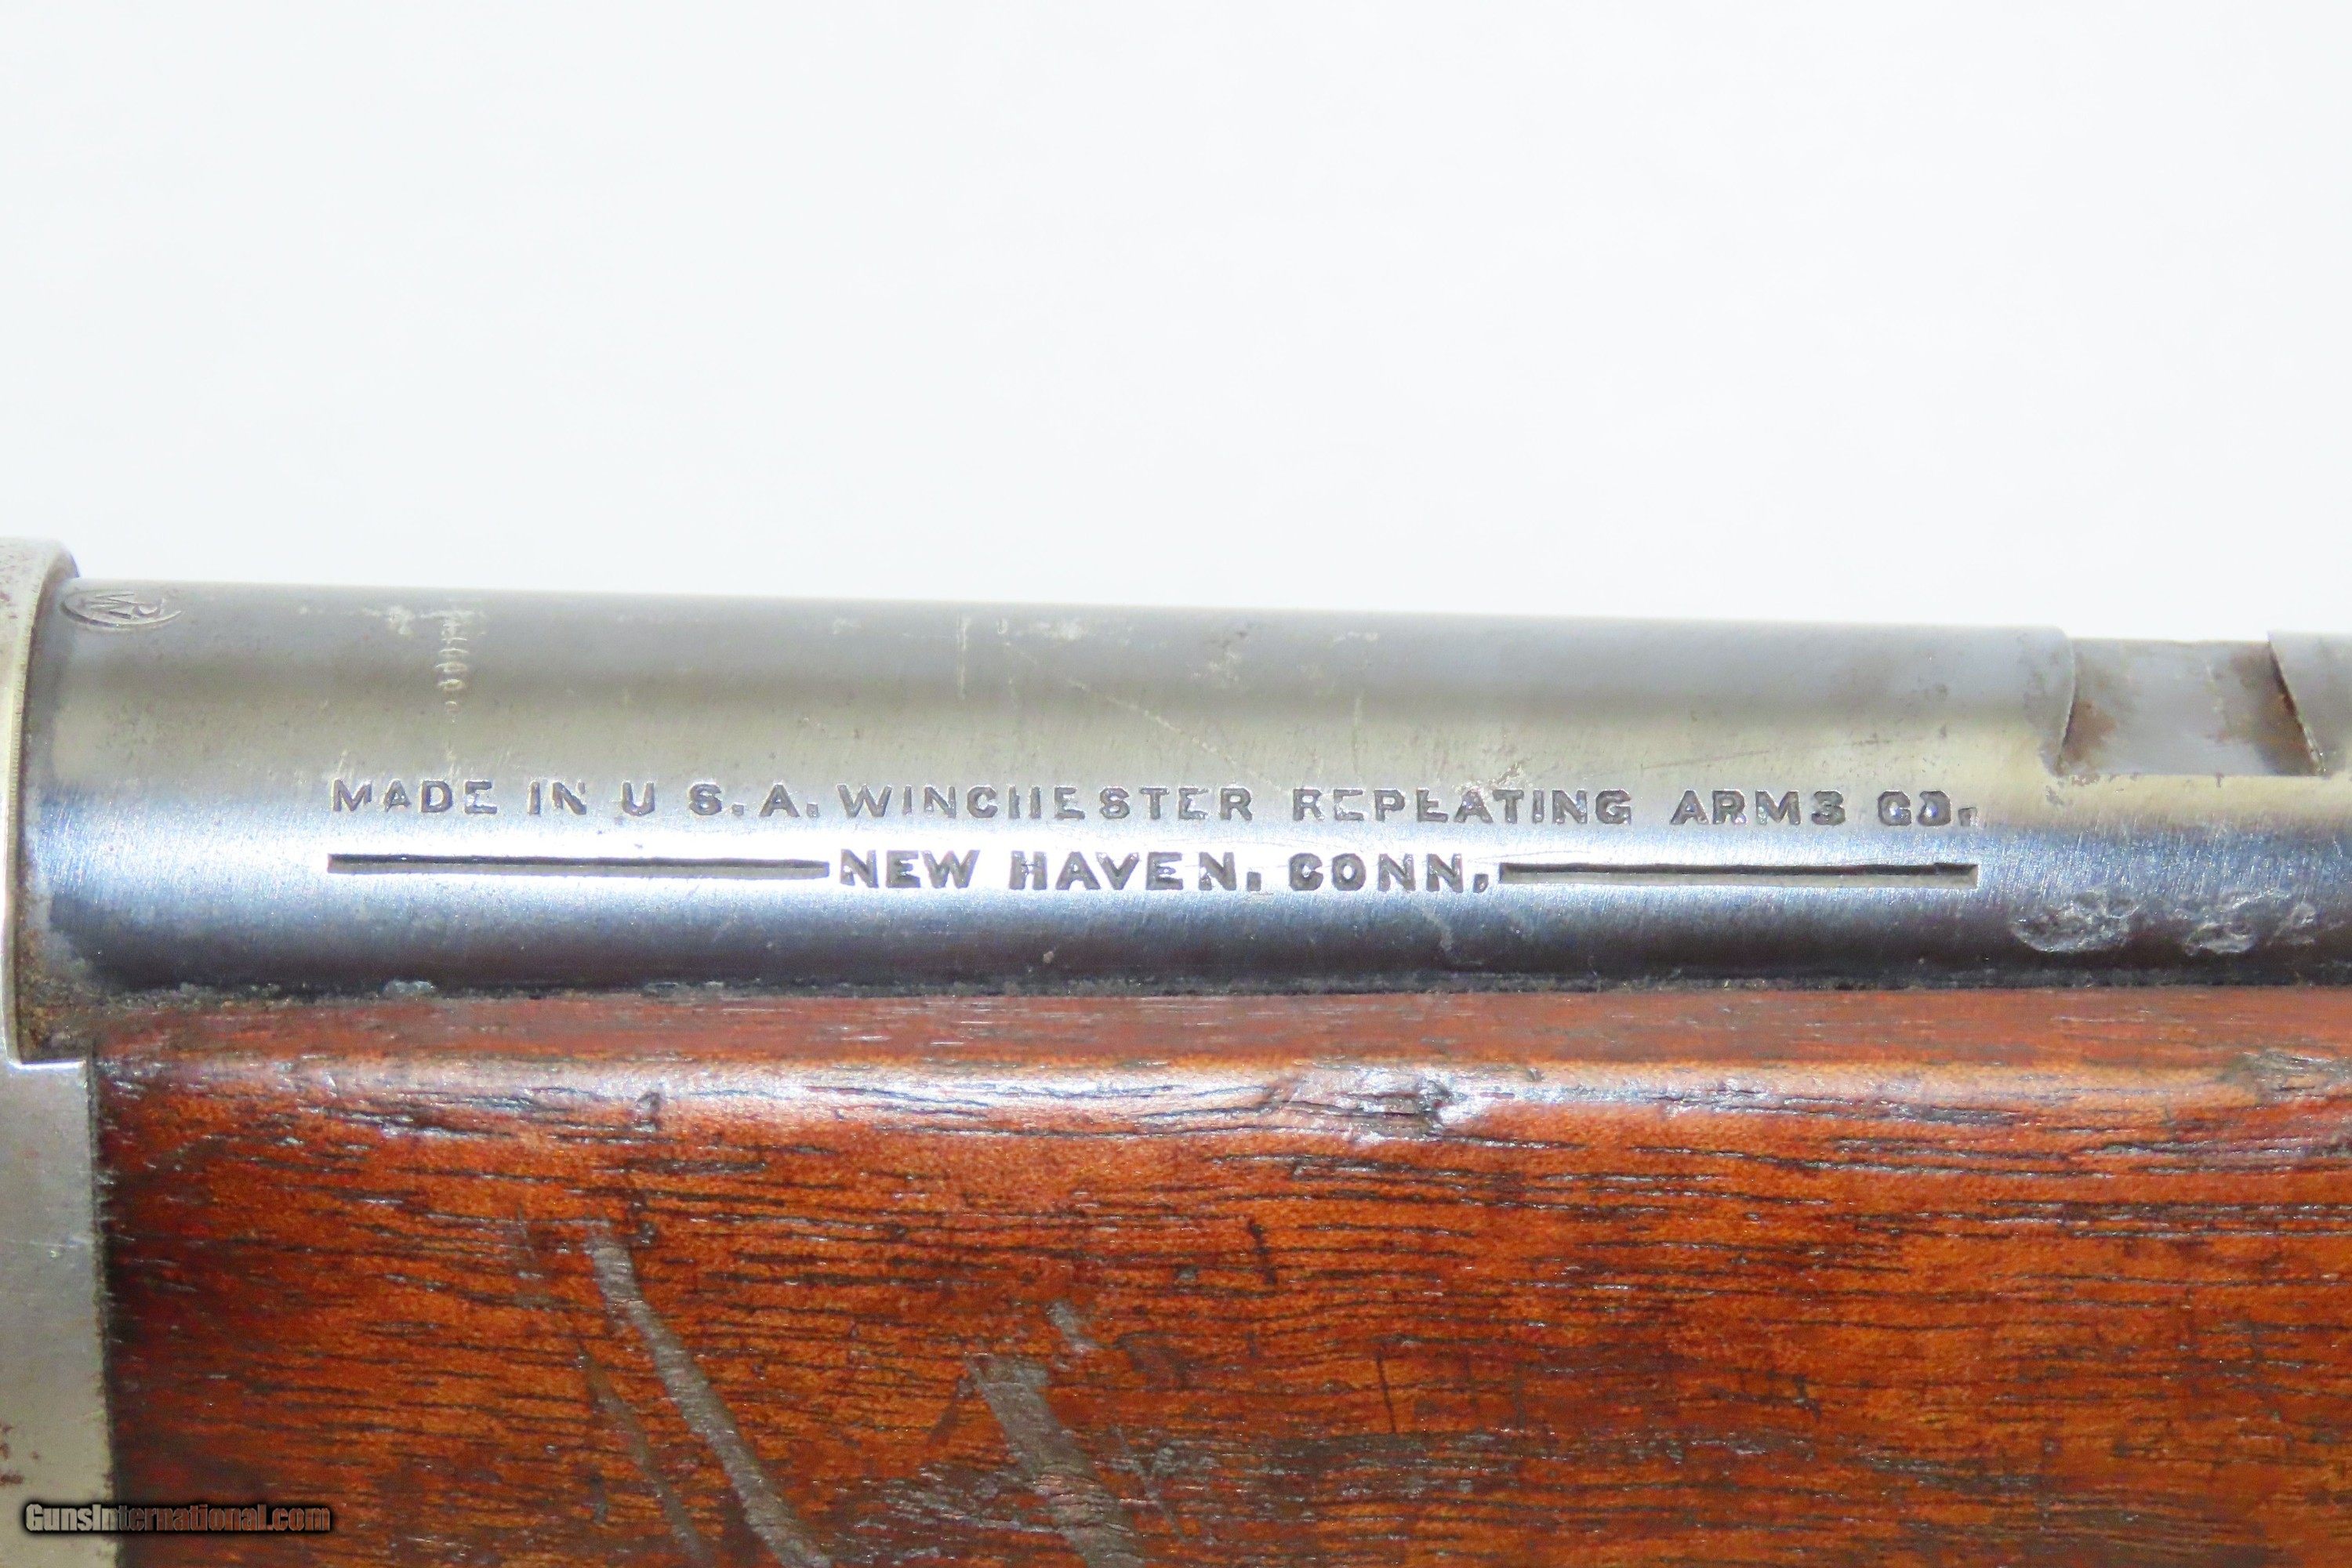 MADE IN U S. A. WINCHESTER REPEATING ARMS CO.
NEW HAVEN. CONN.
GunsInternational.com